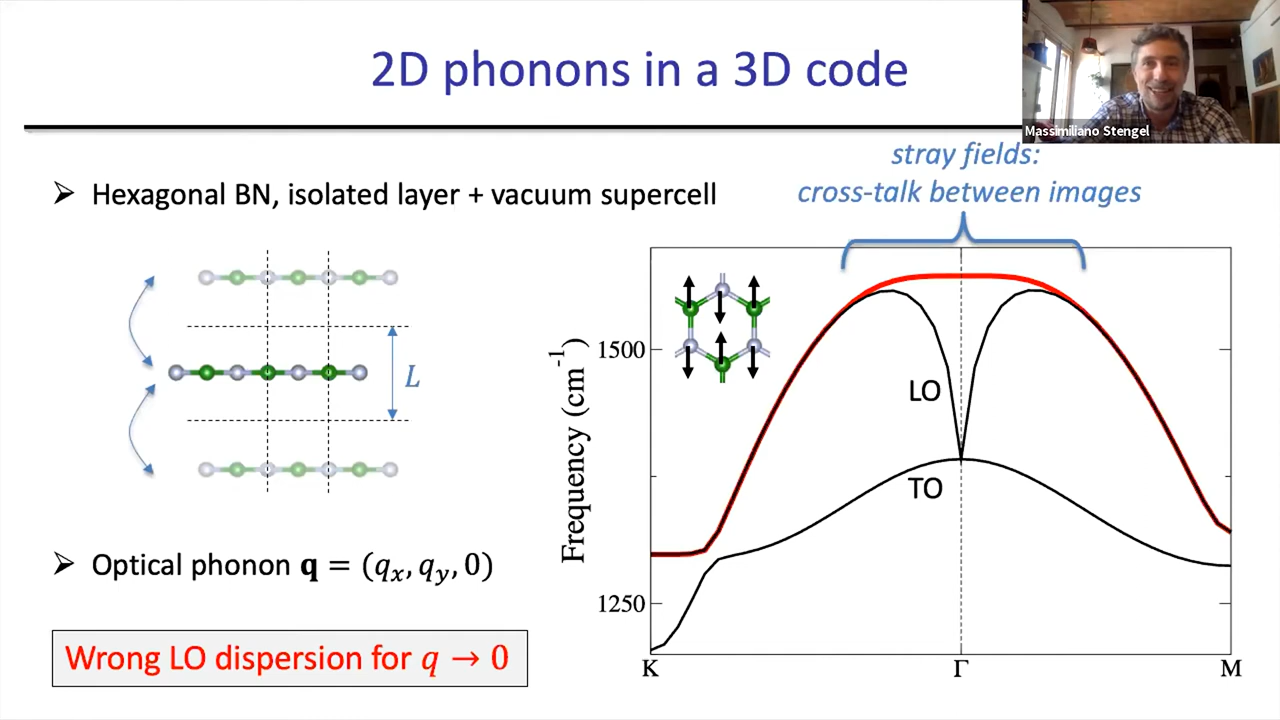 2D phonons in a 3D code
Massimiliano Stengel
stray fields:
cross-talk between images
➢ Hexagonal BN, isolated layer + vacuum supercell
L
➢ Optical phonon q = (qx, qy, 0)
Wrong LO dispersion for q → 0
Frequency (cm-1)
1500
1250
LO
TO
K
Γ
M